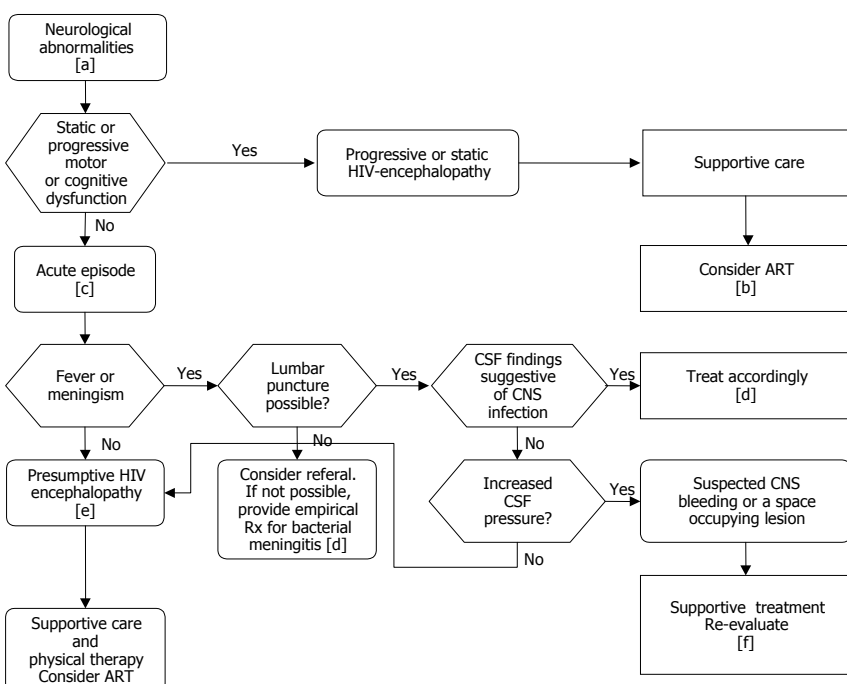 Neurological
abnormalities
[a]
Static or
progressive
motor
or cognitive
dysfunction
Yes
Progressive or static
HIV-encephalopathy
Supportive care
No
Consider ART
[b]
Acute episode
[c]
Fever or
meningism
Yes
Lumbar
puncture
possible?
Yes
CSF findings
suggestive
of CNS
infection
Yes
Treat accordingly
[d]
No
No
No
Presumptive HIV
encephalopathy
[e]
Consider referal.
If not possible,
provide empirical
Rx for bacterial
meningitis [d]
Increased
CSF
pressure?
Yes
Suspected CNS
bleeding or a space
occupying lesion
No
Supportive care
and
physical therapy
Consider ART
Supportive treatment
Re-evaluate
[f]